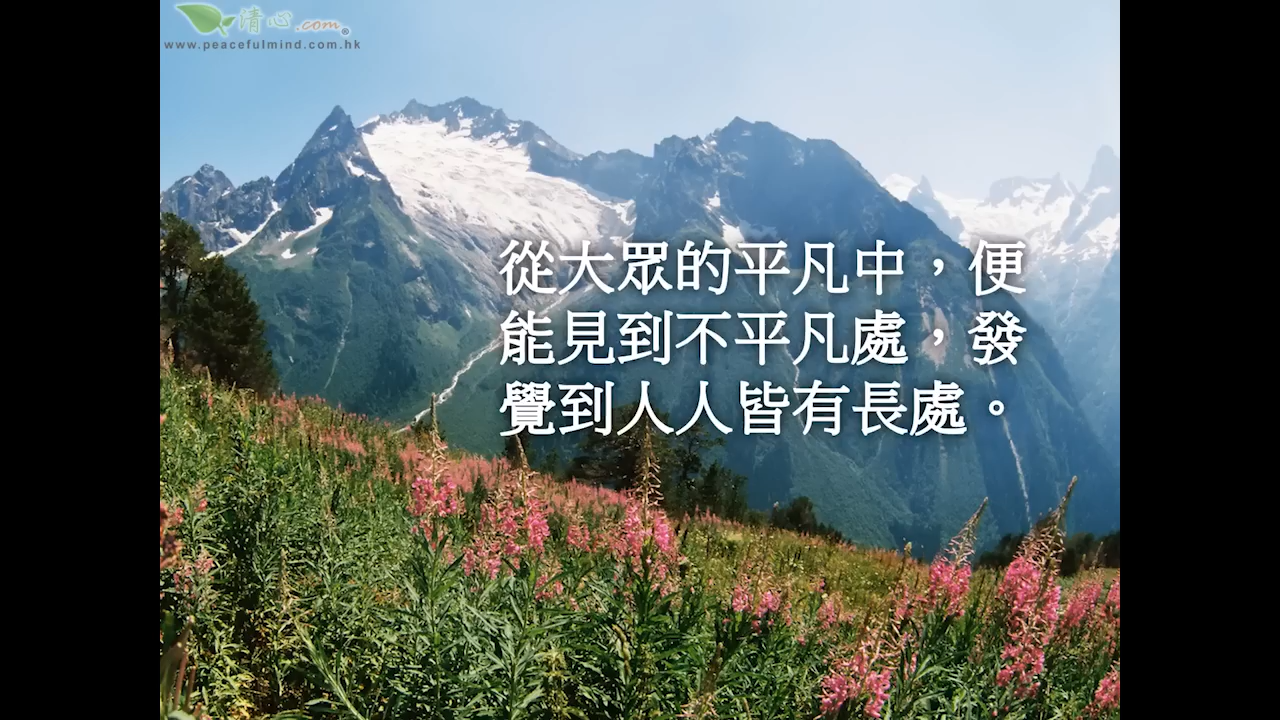 清心.com
www.peacefulmind.com.hk
從大眾的平凡中，便
能見到不平凡處，發
覺到人人皆有長處。